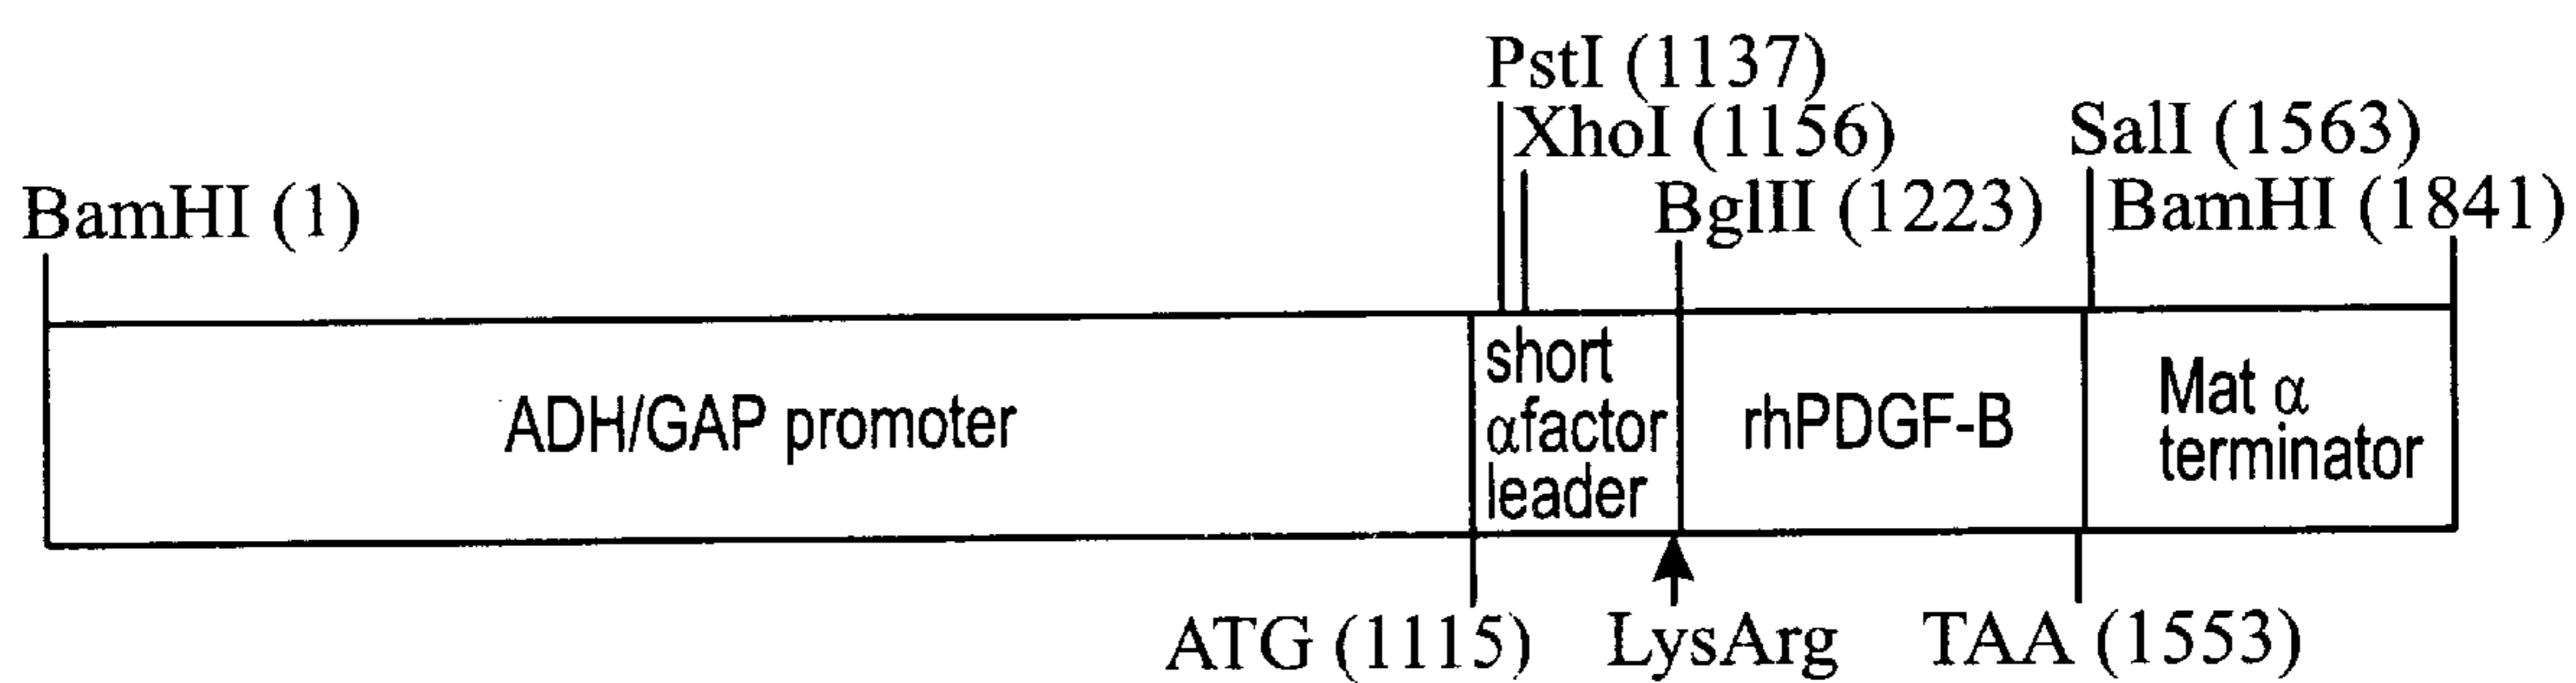 PstI (1137)
XhoI (1156)
SalI (1563)
BamHI (1)
BglII (1223)
BamHI (1841)
ADH/GAP promoter
short
αfactor
leader
rhPDGF-B
Mat α
terminator
ATG (1115)
LysArg
TAA (1553)